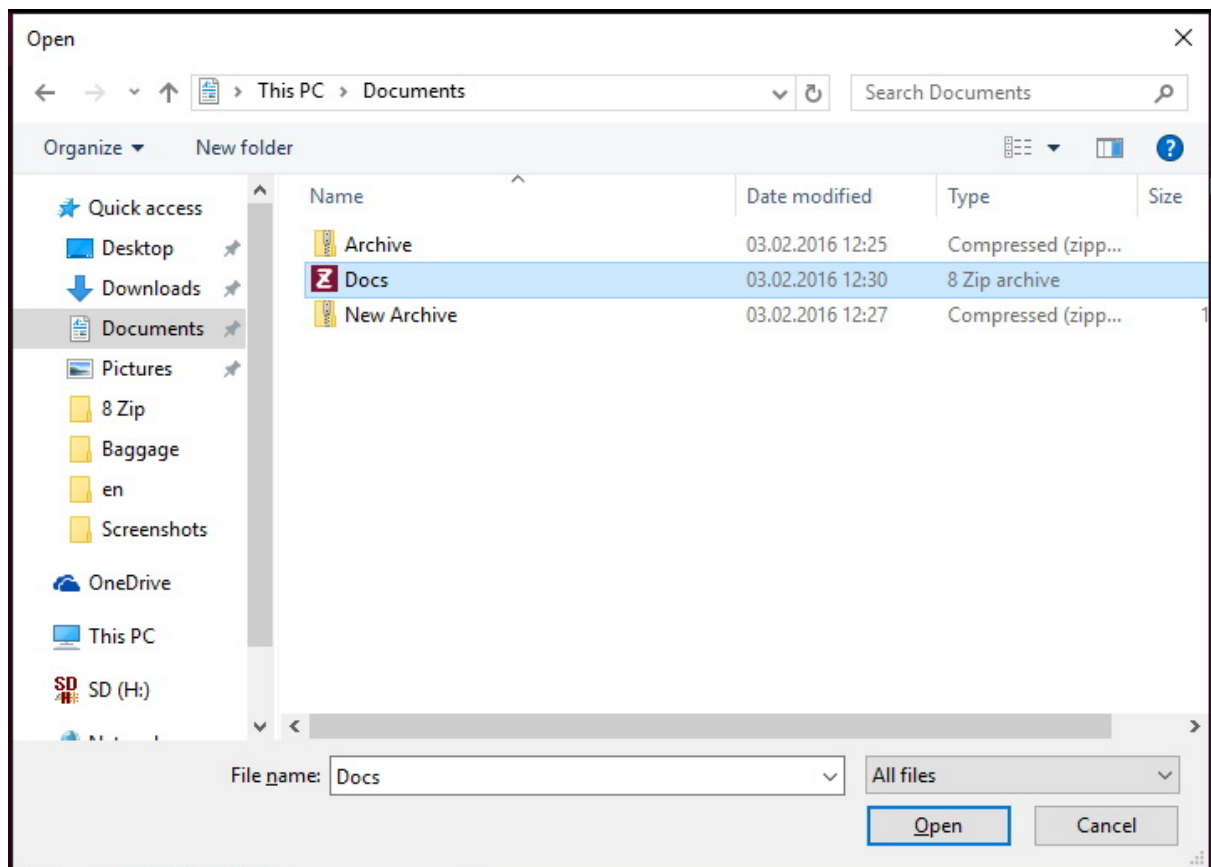 Open
This PC > Documents
Search Documents
Organize
New folder
?
Name
Date modified
Type
Size
Quick access
Desktop
Downloads
Documents
Pictures
8 Zip
Baggage
en
Screenshots
OneDrive
This PC
SD SD (H:)
Archive 03.02.2016 12:25 Compressed (zipp...
Z Docs 03.02.2016 12:30 8 Zip archive
New Archive 03.02.2016 12:27 Compressed (zipp... 1
File name: Docs
All files
Open
Cancel